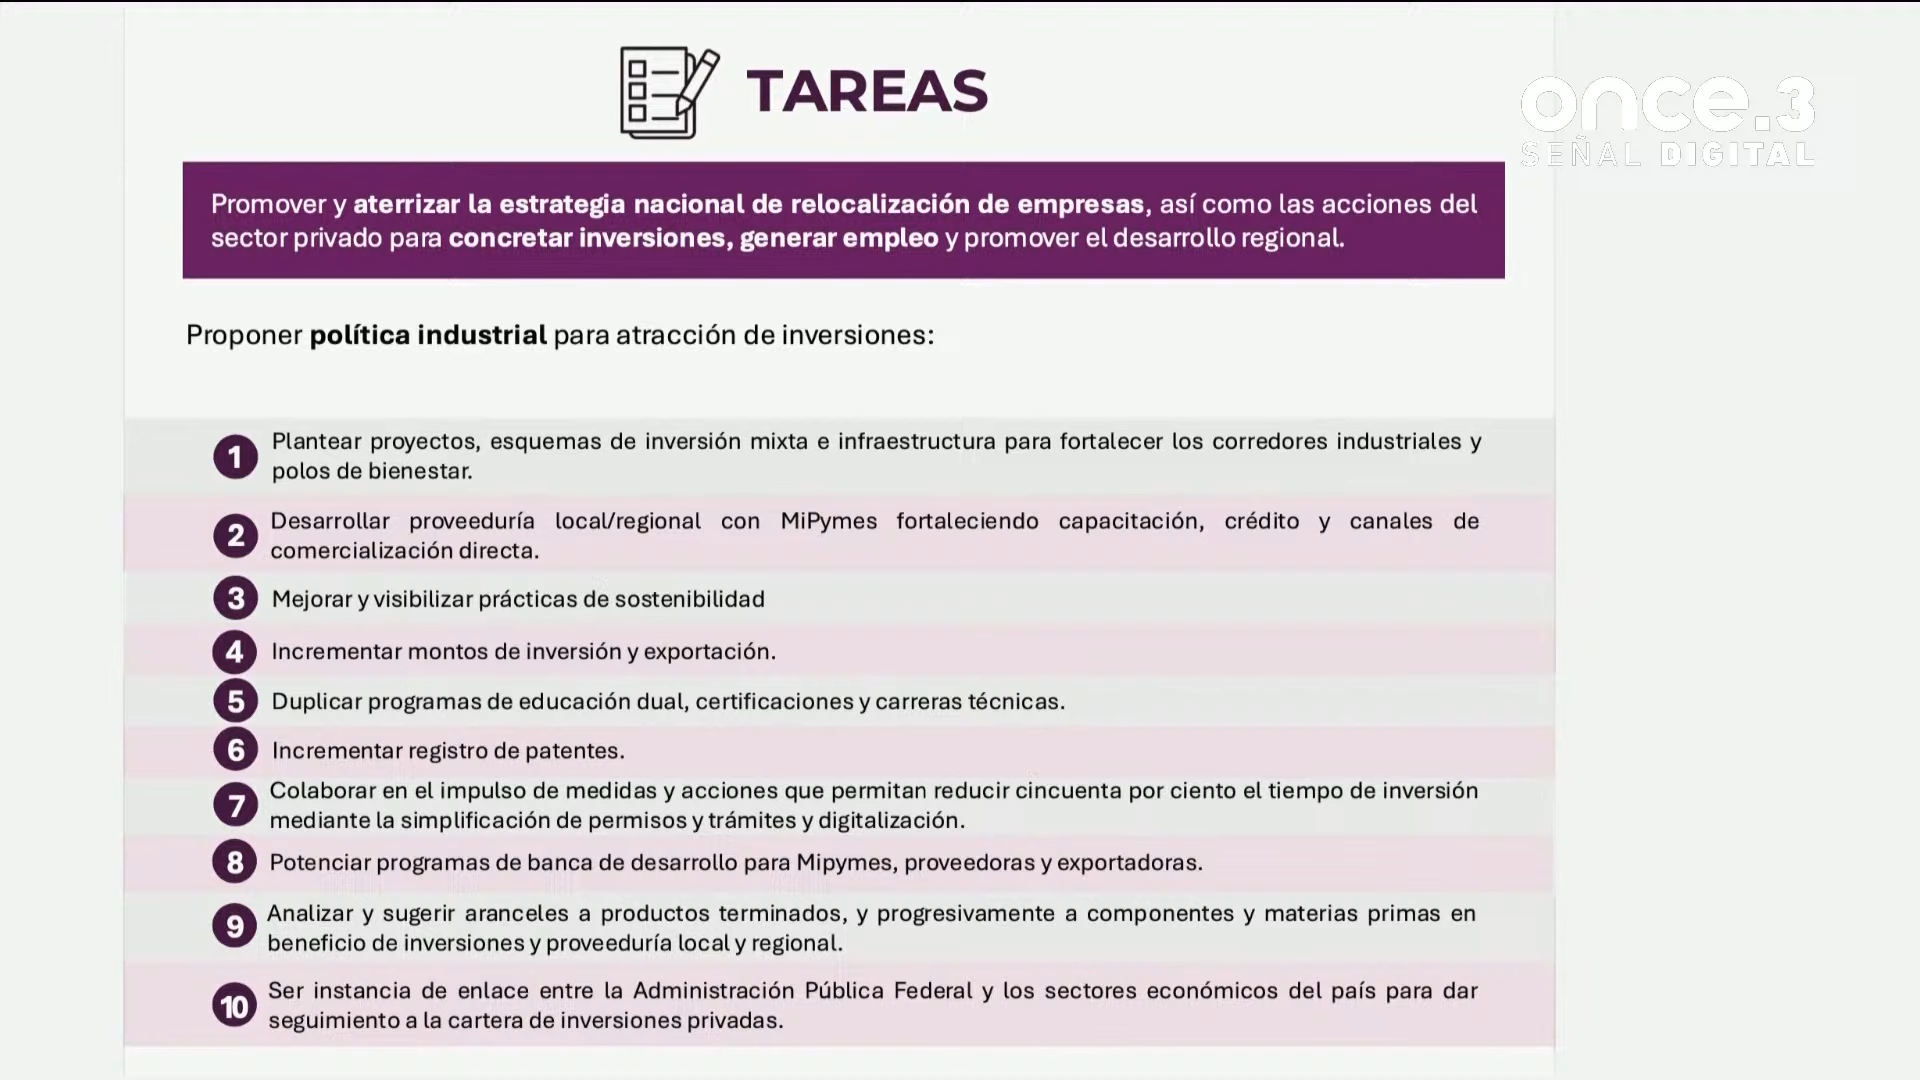 TAREAS
once.3
SEÑAL DIGITAL
Promover y aterrizar la estrategia nacional de relocalización de empresas, así como las acciones del
sector privado para concretar inversiones, generar empleo y promover el desarrollo regional.
Proponer política industrial para atracción de inversiones:
1 Plantear proyectos, esquemas de inversión mixta e infraestructura para fortalecer los corredores industriales y
polos de bienestar.
2 Desarrollar proveeduría local/regional con MiPymes fortaleciendo capacitación, crédito y canales de
comercialización directa.
3 Mejorar y visibilizar prácticas de sostenibilidad
4 Incrementar montos de inversión y exportación.
5 Duplicar programas de educación dual, certificaciones y carreras técnicas.
6 Incrementar registro de patentes.
7 Colaborar en el impulso de medidas y acciones que permitan reducir cincuenta por ciento el tiempo de inversión
mediante la simplificación de permisos y trámites y digitalización.
8 Potenciar programas de banca de desarrollo para Mipymes, proveedoras y exportadoras.
9 Analizar y sugerir aranceles a productos terminados, y progresivamente a componentes y materias primas en
beneficio de inversiones y proveeduría local y regional.
10 Ser instancia de enlace entre la Administración Pública Federal y los sectores económicos del país para dar
seguimiento a la cartera de inversiones privadas.